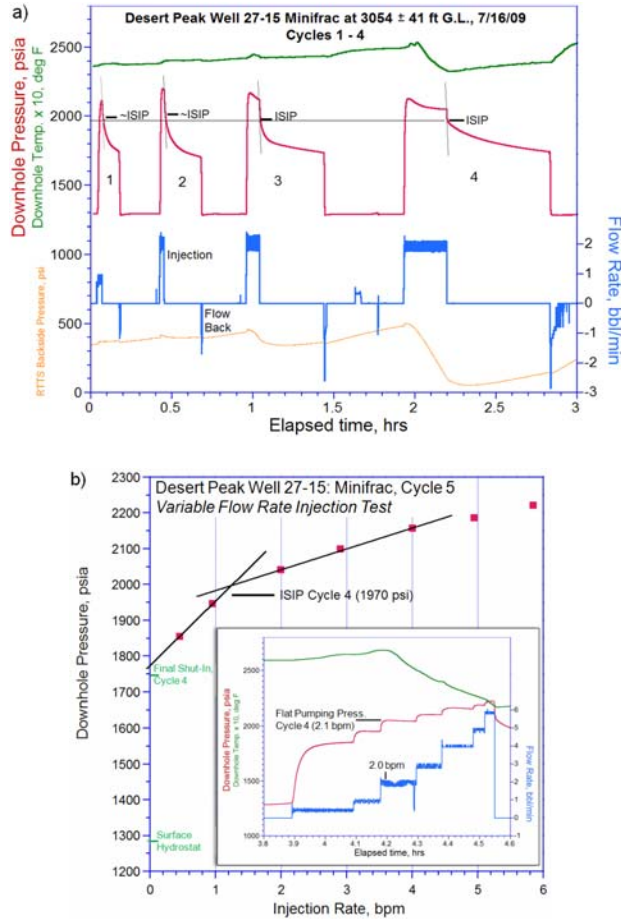 a)
Desert Peak Well 27-15 Minifrac at 3054 ± 41 ft G.L., 7/16/09
Cycles 1 - 4
Downhole Pressure, psia
Downhole Temp. x 10, deg F
RTTS Backside Pressure, psi
2500
2000
1500
1000
500
0
~ISIP
~ISIP
ISIP
ISIP
1
2
3
4
Injection
Flow
Back
2
1
0
-1
-2
-3
Flow Rate, bbl/min
0
0.5
1
1.5
2
2.5
3
Elapsed time, hrs
b)
Desert Peak Well 27-15: Minifrac, Cycle 5
Variable Flow Rate Injection Test
Downhole Pressure, psia
2300
2200
2100
2000
1900
1800
1700
1600
1500
1400
1300
1200
ISIP Cycle 4 (1970 psi)
Final Shut-In,
Cycle 4
Surface
Hydrostat
Downhole Pressure, psia
Downhole Temp. x 10, deg F
2500
2000
1500
1000
Flat Pumping Press.
Cycle 4 (2.1 bpm)
2.0 bpm
Flow Rate, bbl/min
3.8
3.9
4
4.1
4.2
4.3
4.4
4.5
4.6
Elapsed time, hrs
0
1
2
3
4
5
6
Injection Rate, bpm